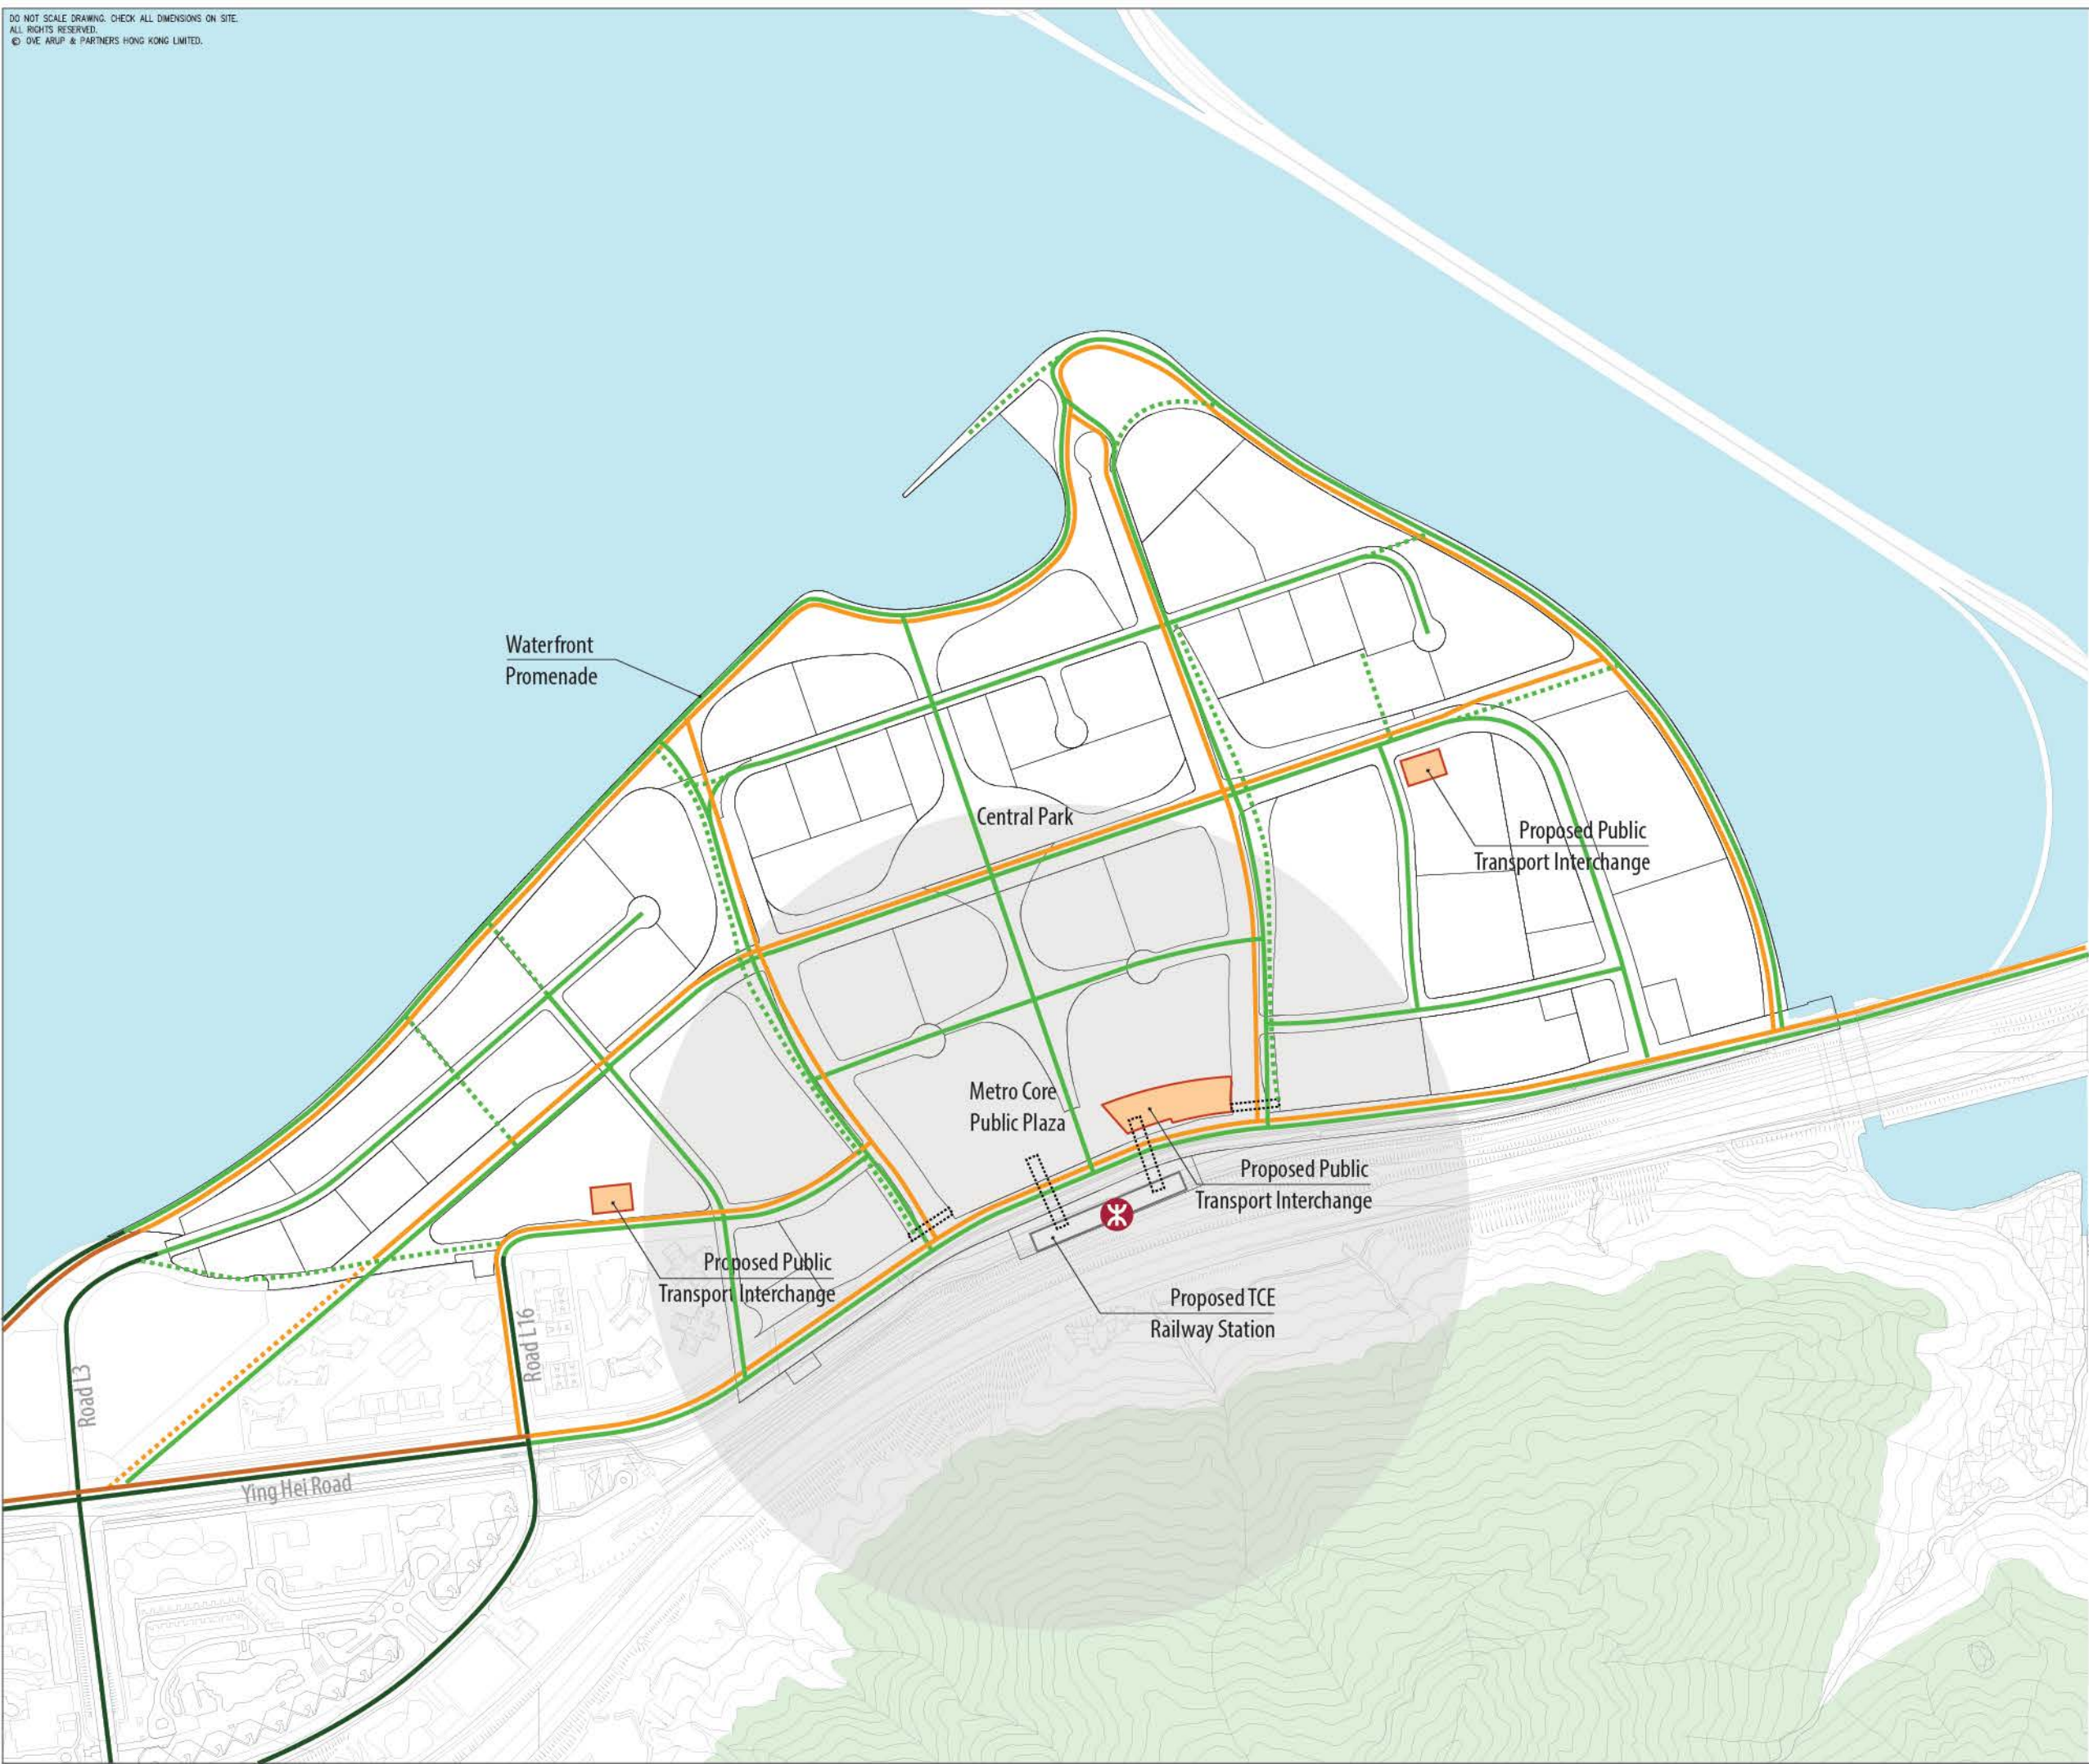 DO NOT SCALE DRAWING. CHECK ALL DIMENSIONS ON SITE.
ALL RIGHTS RESERVED.
© OVE ARUP & PARTNERS HONG KONG LIMITED.
Waterfront
Promenade
Central Park
Proposed Public
Transport Interchange
Metro Core
Public Plaza
Proposed Public
Transport Interchange
Proposed Public
Transport Interchange
Proposed TCE
Railway Station
Road L16
Road L3
Ying Hei Road